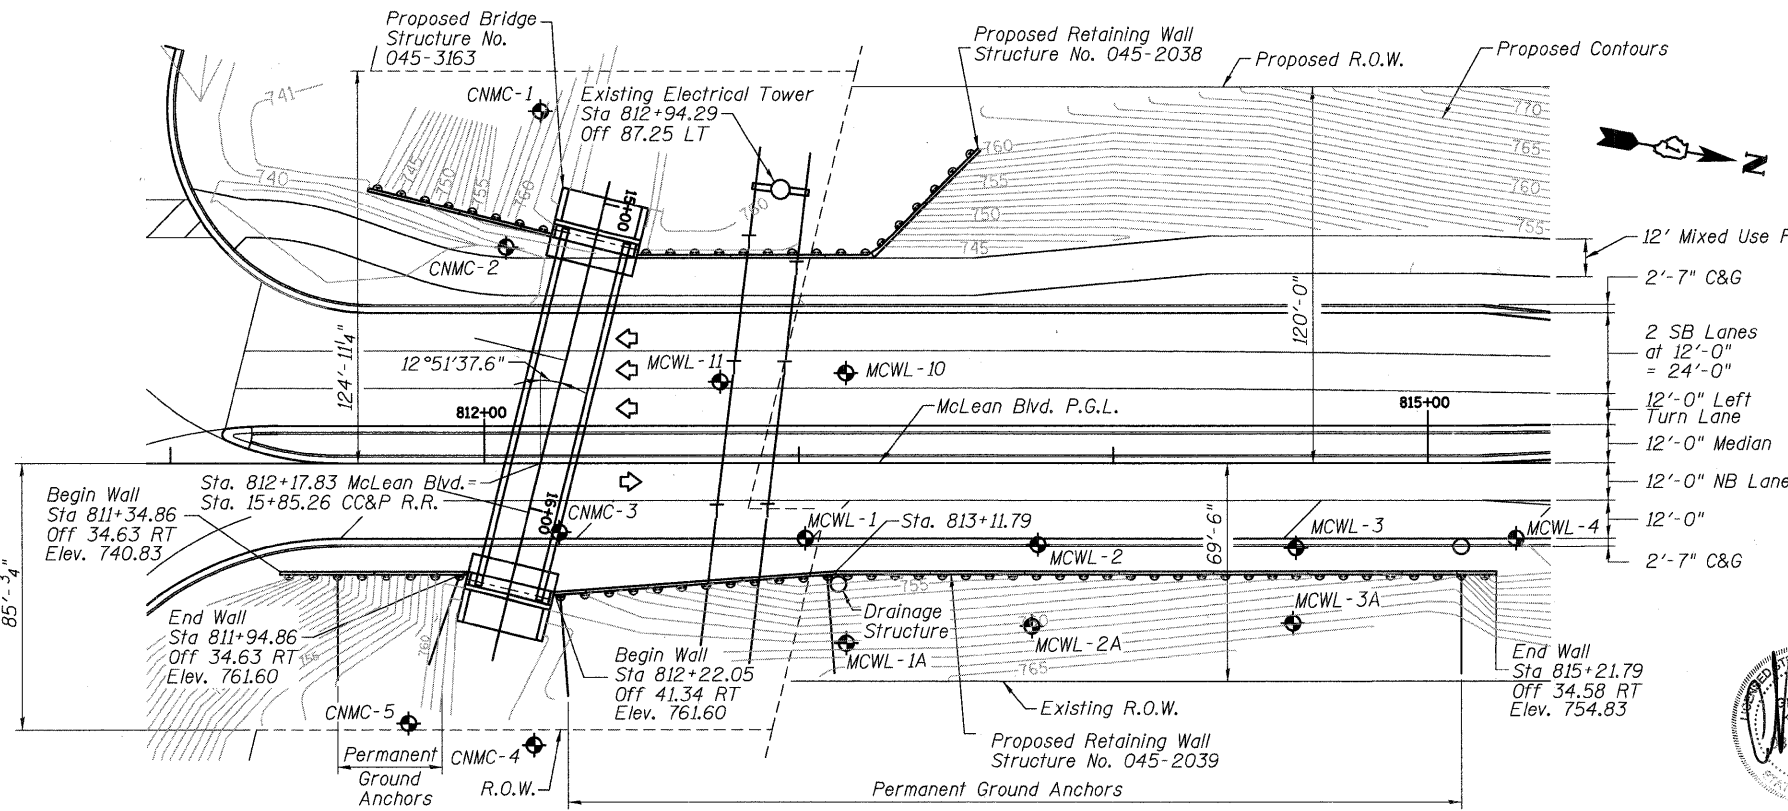 Proposed Bridge
Structure No.
045-3163
Proposed Retaining Wall
Structure No. 045-2038
Proposed R.O.W.
Proposed Contours
CNMC-1
Existing Electrical Tower
Sta 812+94.29
Off 87.25 LT
741
740
745
750
755
760
750
760
755
750
745
770
765
760
755
N
15+00
CNMC-2
12' Mixed Use
2'-7" C&G
124'-11¼"
120'-0"
12°51'37.6"
MCWL-11
MCWL-10
2 SB Lanes
at 12'-0"
= 24'-0"
812+00
McLean Blvd. P.G.L.
815+00
12'-0" Left
Turn Lane
12'-0" Median
Sta. 812+17.83 McLean Blvd.=
Sta. 15+85.26 CC&P R.R.
12'-0" NB Lane
Begin Wall
Sta 811+34.86
Off 34.63 RT
Elev. 740.83
16+00
CNMC-3
MCWL-1
Sta. 813+11.79
MCWL-2
MCWL-3
MCWL-4
12'-0"
2'-7" C&G
69'-6"
85'-¾"
755
Drainage
Structure
MCWL-1A
MCWL-2A
MCWL-3A
765
End Wall
Sta 811+94.86
Off 34.63 RT
Elev. 761.60
760
Begin Wall
Sta 812+22.05
Off 41.34 RT
Elev. 761.60
End Wall
Sta 815+21.79
Off 34.58 RT
Elev. 754.83
CNMC-5
CNMC-4
Existing R.O.W.
Proposed Retaining Wall
Structure No. 045-2039
Permanent
Ground
Anchors
R.O.W.
Permanent Ground Anchors